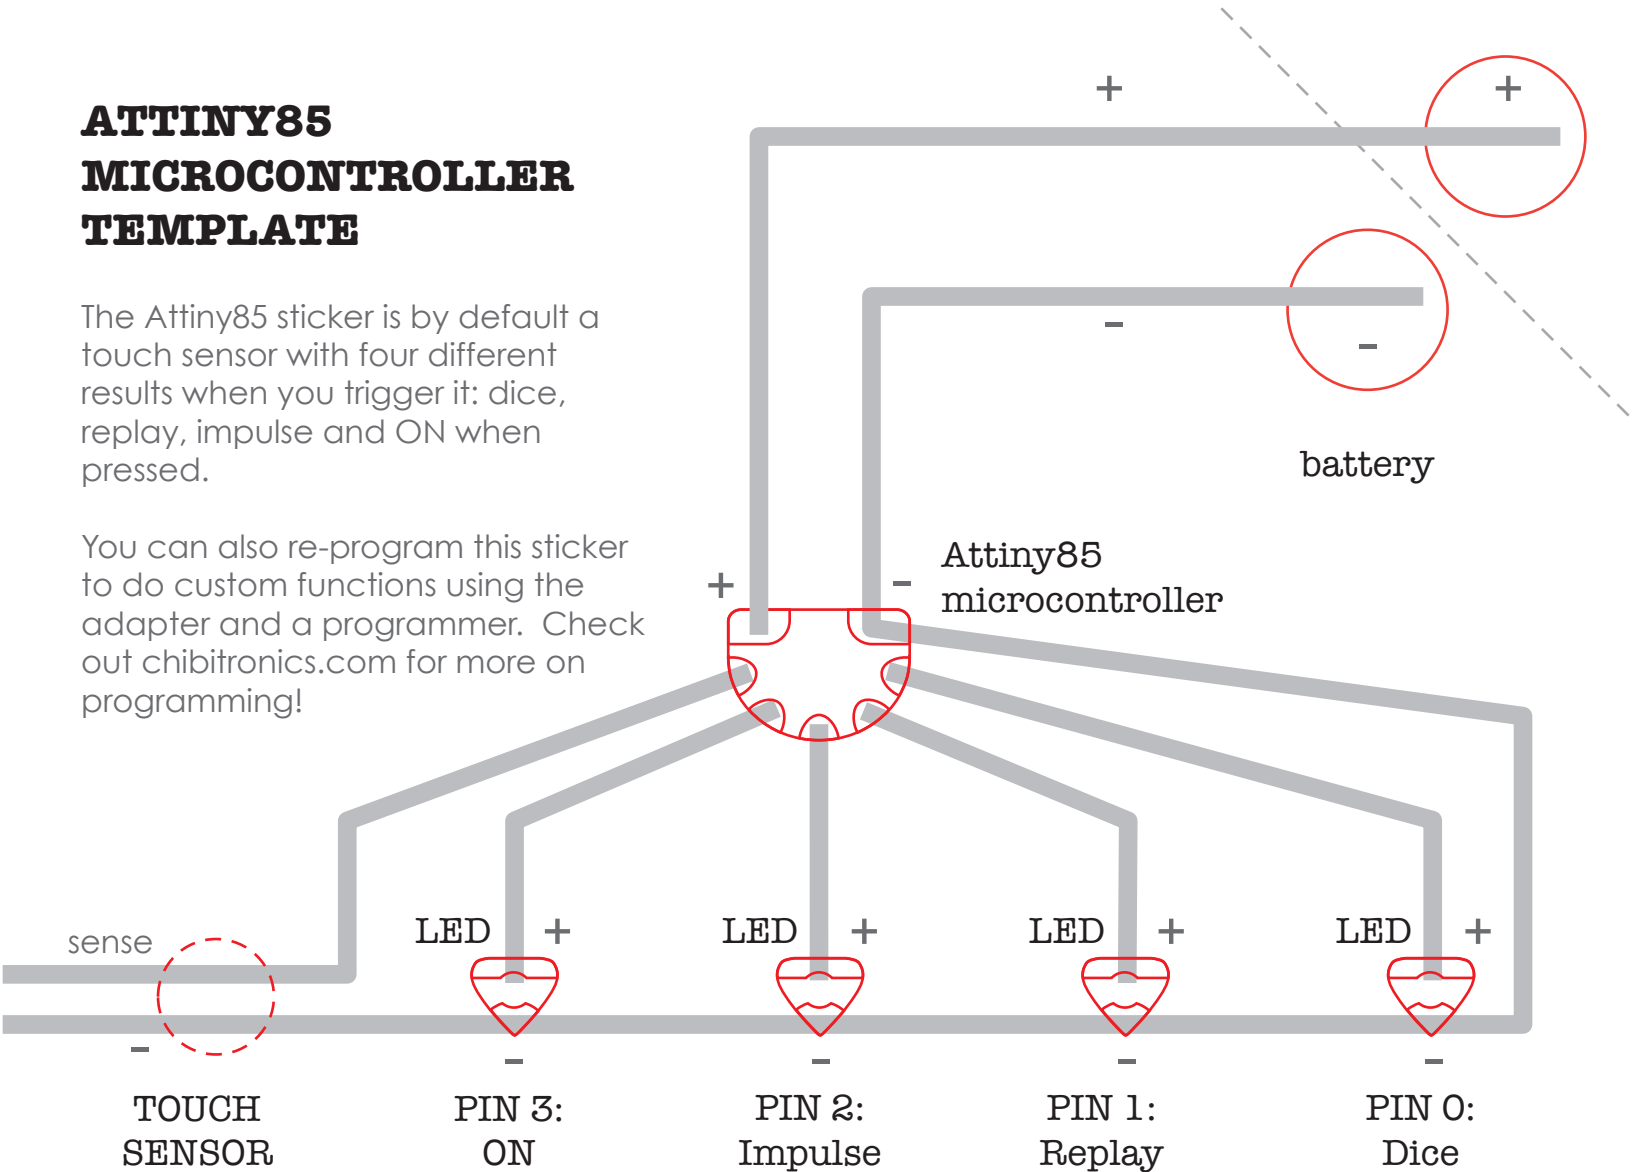 ATTINY85
MICROCONTROLLER
TEMPLATE
The Attiny85 sticker is by default a
touch sensor with four different
results when you trigger it: dice,
replay, impulse and ON when
pressed.
You can also re-program this sticker
to do custom functions using the
adapter and a programmer.  Check
out chibitronics.com for more on
programming!
+ +
-
-
battery
Attiny85
microcontroller
+ -
sense
LED +
LED +
LED +
LED +
-
- - - -
TOUCH
SENSOR
PIN 3:
ON
PIN 2:
Impulse
PIN 1:
Replay
PIN 0:
Dice